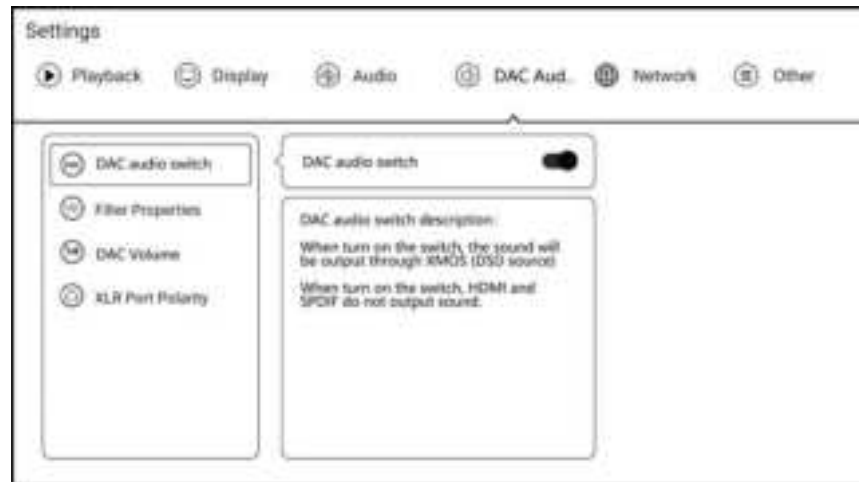 Settings
Playback Display Audio DAC Aud.. Network Other
DAC audio switch
Filter Properties
DAC Volume
XLR Port Polarity
DAC audio switch
DAC audio switch description:
When turn on the switch, the sound will
be output through XMOS (DSD source)
When turn on the switch, HDMI and
SPDIF do not output sound.